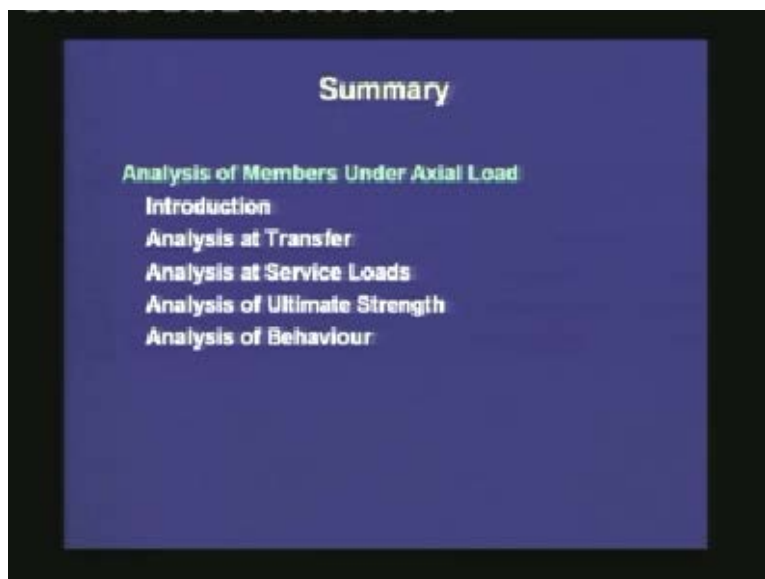 Summary
Analysis of Members Under Axial Load
Introduction
Analysis at Transfer
Analysis at Service Loads
Analysis of Ultimate Strength
Analysis of Behaviour